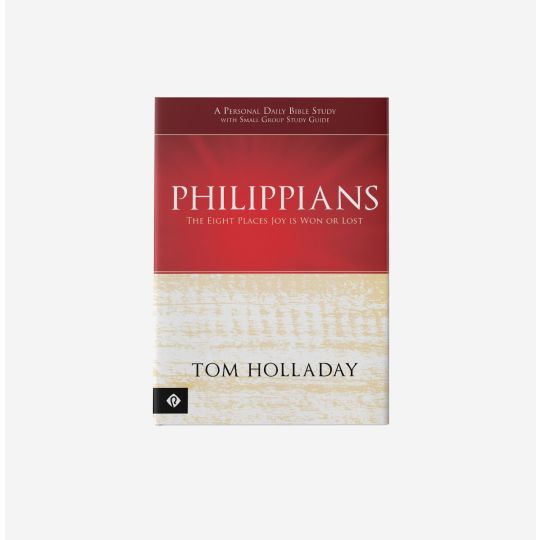 A Personal Daily Bible Study
with Small Group Study Guide
PHILIPPIANS
The Eight Places Joy is Won or Lost
TOM HOLLADAY